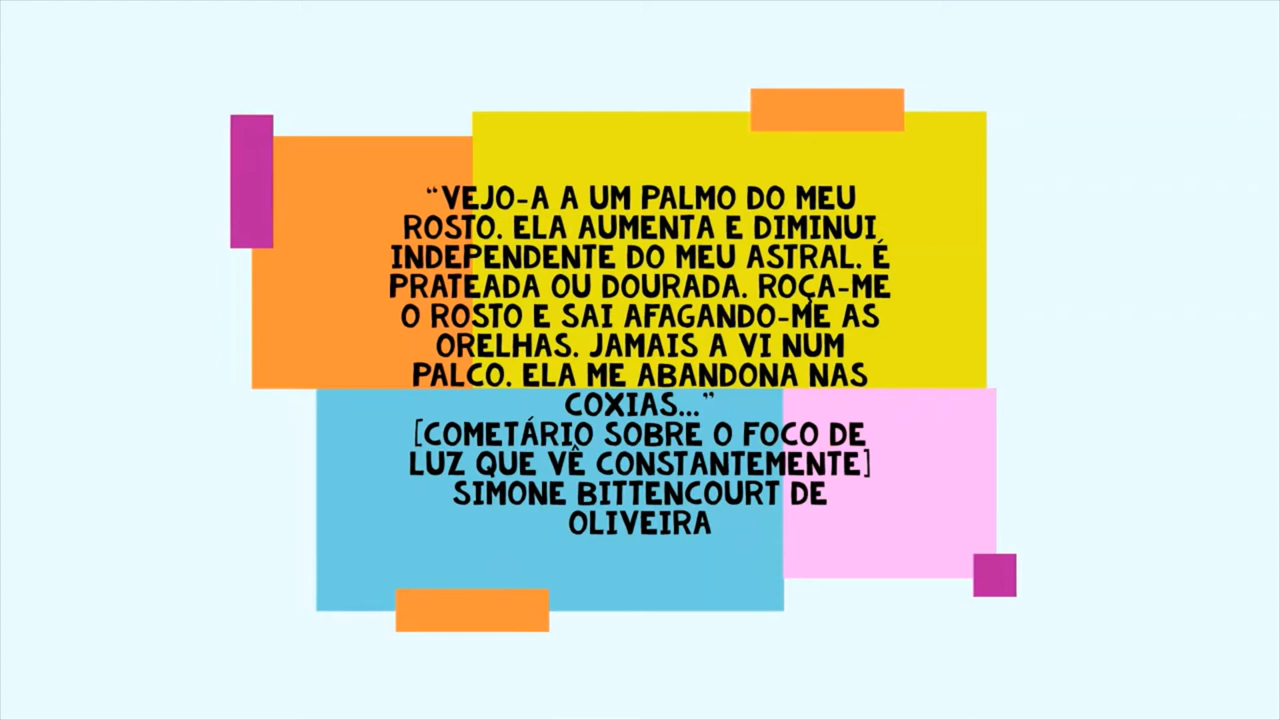 “VEJO-A A UM PALMO DO MEU
ROSTO. ELA AUMENTA E DIMINUI
INDEPENDENTE DO MEU ASTRAL. É
PRATEADA OU DOURADA. ROÇA-ME
O ROSTO E SAI AFAGANDO-ME AS
ORELHAS. JAMAIS A VI NUM
PALCO. ELA ME ABANDONA NAS
COXIAS...”
[COMETÁRIO SOBRE O FOCO DE
LUZ QUE VÊ CONSTANTEMENTE]
SIMONE BITTENCOURT DE
OLIVEIRA